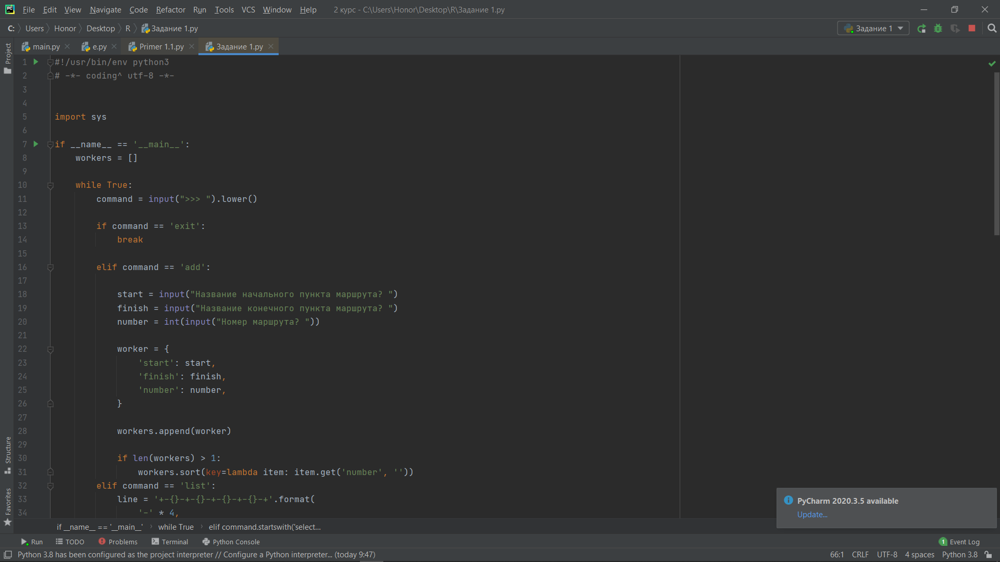 File Edit View Navigate Code Refactor Run Tools VCS Window Help 2 курс - C:\Users\Honor\Desktop\R\Задание 1.py
C: Users Honor Desktop R Задание 1.py Задание 1
main.py e.py Primer 1.1.py Задание 1.py
Project
1 #!/usr/bin/env python3
2 # -*- coding^ utf-8 -*-
3
4
5 import sys
6
7 if __name__ == '__main__':
8 workers = []
9
10 while True:
11 command = input(">>> ").lower()
12
13 if command == 'exit':
14 break
15
16 elif command == 'add':
17
18 start = input("Название начального пункта маршрута? ")
19 finish = input("Название конечного пункта маршрута? ")
20 number = int(input("Номер маршрута? "))
21
22 worker = {
23 'start': start,
24 'finish': finish,
25 'number': number,
26 }
27
28 workers.append(worker)
29
30 if len(workers) > 1:
31 workers.sort(key=lambda item: item.get('number', ''))
32 elif command == 'list':
33 line = '+-{}-+-{}-+-{}-+-{}-+'.format(
34 '-' * 4,
Structure
Favorites
PyCharm 2020.3.5 available
Update...
if __name__ == '__main__' › while True › elif command.startswith('select...
Run TODO Problems Terminal Python Console 1 Event Log
Python 3.8 has been configured as the project interpreter // Configure a Python interpreter... (today 9:47) 66:1 CRLF UTF-8 4 spaces Python 3.8